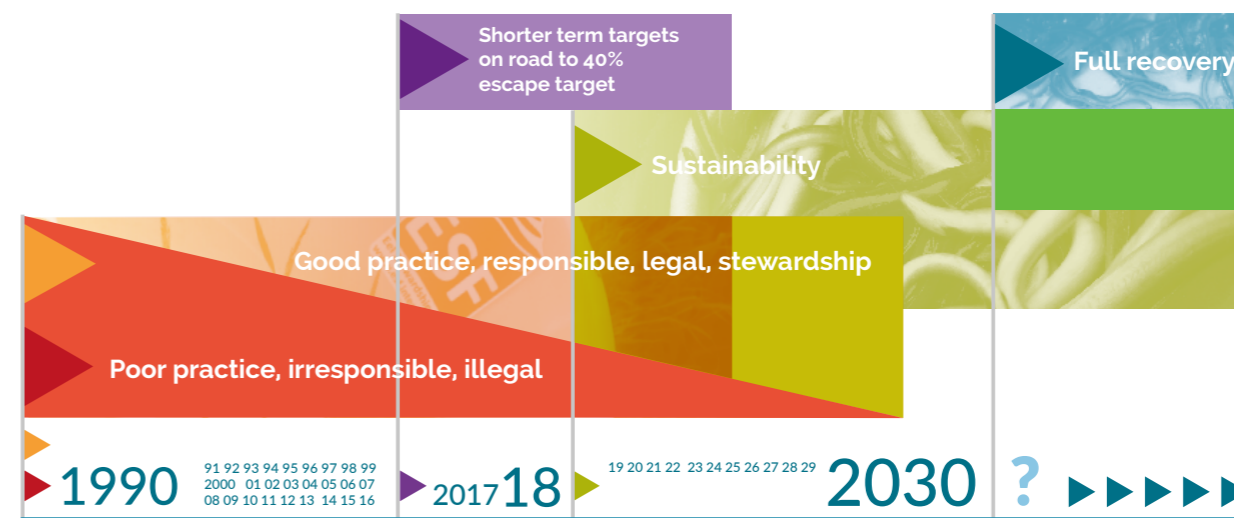 Shorter term targets
on road to 40%
escape target
Full recovery
Sustainability
ESF
Good practice, responsible, legal, stewardship
Poor practice, irresponsible, illegal
1990
91 92 93 94 95 96 97 98 99
2000 01 02 03 04 05 06 07
08 09 10 11 12 13 14 15 16
2017 18
19 20 21 22 23 24 25 26 27 28 29
2030
?